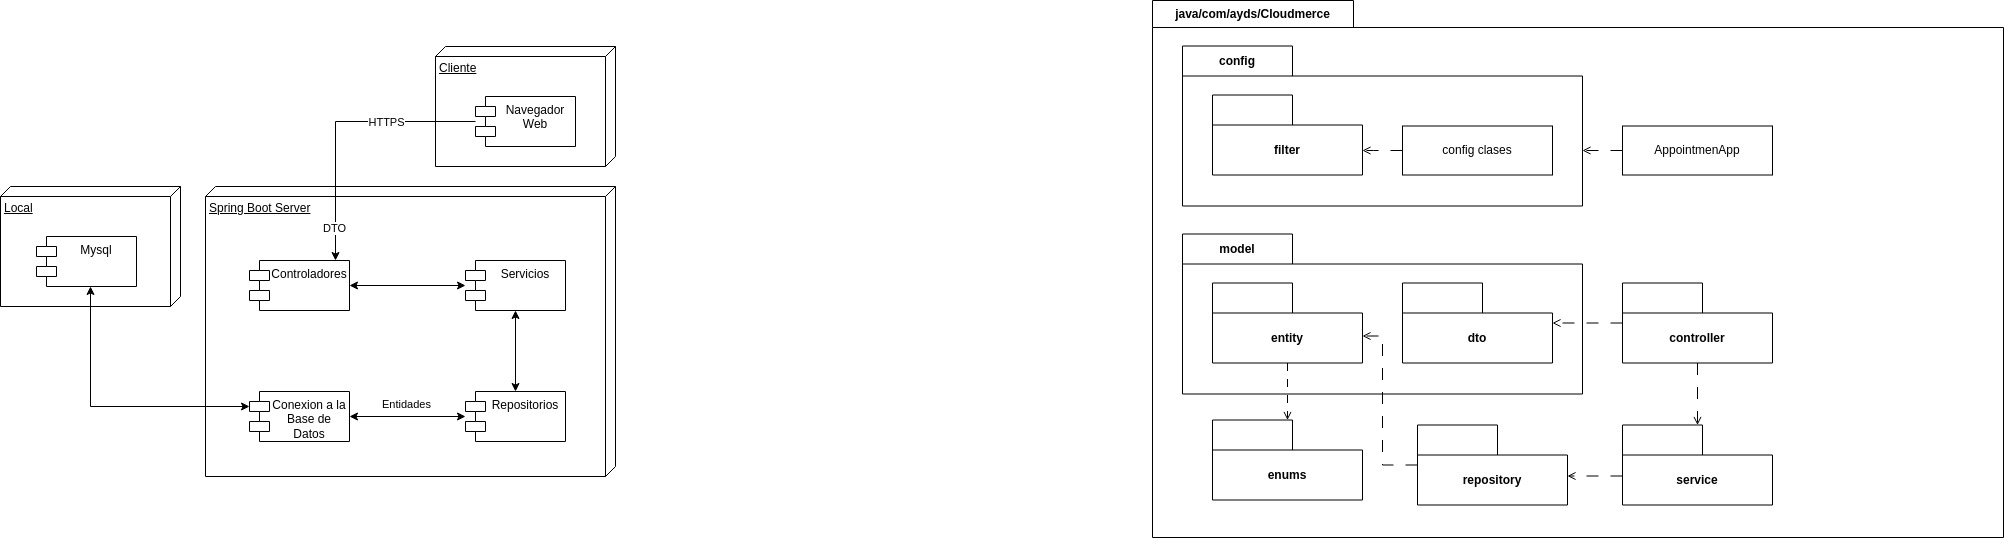 Cliente
Navegador
Web
HTTPS
Local
Mysql
Spring Boot Server
DTO
Controladores
Servicios
Conexion a la
Base de
Datos
Entidades
Repositorios
java/com/ayds/Cloudmerce
config
filter
config clases
AppointmenApp
model
entity
dto
controller
enums
repository
service